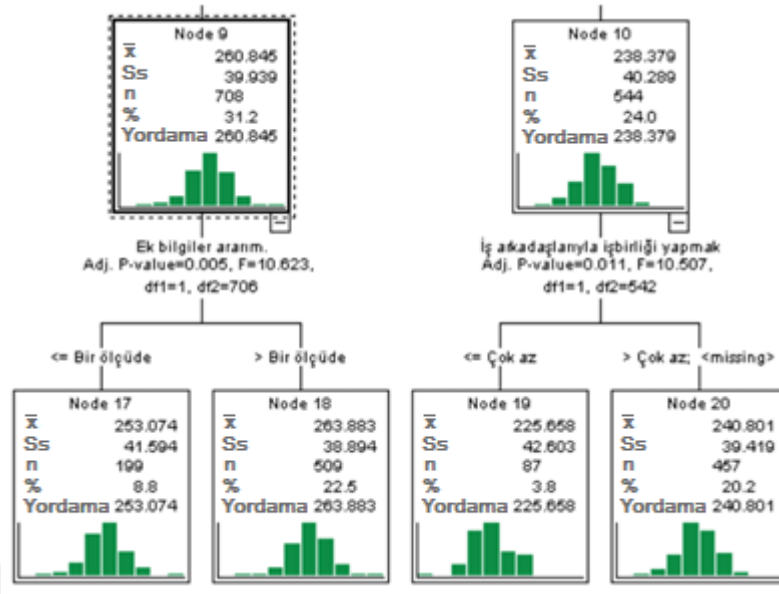 Node 9
x̄ 260.845
Ss 39.939
n 708
% 31.2
Yordama 260.845
Node 10
x̄ 238.379
Ss 40.289
n 544
% 24.0
Yordama 238.379
Ek bilgiler ararım.
Adj. P-value=0.005, F=10.623,
df1=1, df2=706
İş arkadaşlarıyla işbirliği yapmak
Adj. P-value=0.011, F=10.507,
df1=1, df2=542
<= Bir ölçüde
> Bir ölçüde
<= Çok az
> Çok az; <missing>
Node 17
x̄ 253.074
Ss 41.594
n 199
% 8.8
Yordama 253.074
Node 18
x̄ 263.883
Ss 38.894
n 509
% 22.5
Yordama 263.883
Node 19
x̄ 225.658
Ss 42.603
n 87
% 3.8
Yordama 225.658
Node 20
x̄ 240.801
Ss 39.419
n 457
% 20.2
Yordama 240.801